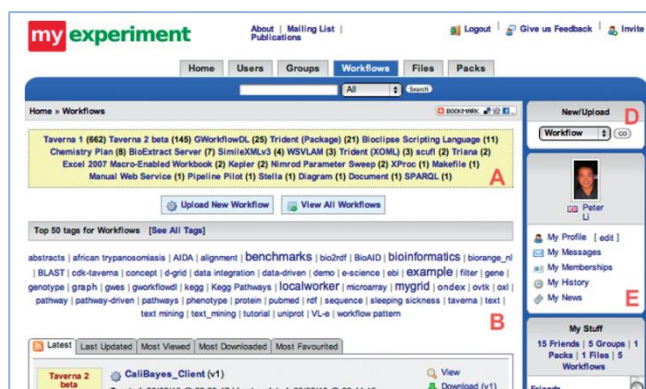 my experiment
About | Mailing List |
Publications
Logout | Give us Feedback | Invite
Home Users Groups Workflows Files Packs
All Search
Home » Workflows
BOOKMARK
New/Upload
D
Workflow GO
Taverna 1 (662) Taverna 2 beta (145) GWorkflowDL (25) Trident (Package) (21) Bioclipse Scripting Language (11)
Chemistry Plan (8) BioExtract Server (7) SimileXMLv3 (4) WSVLAM (3) Trident (XOML) (3) scufl (2) Triana (2)
Excel 2007 Macro-Enabled Workbook (2) Kepler (2) Nimrod Parameter Sweep (2) XProc (1) Makefile (1)
Manual Web Service (1) Pipeline Pilot (1) Stella (1) Diagram (1) Document (1) SPARQL (1)
A
Upload New Workflow View All Workflows
Peter
Li
Top 50 tags for Workflows [See All Tags]
My Profile [ edit ]
My Messages
My Memberships
My History
My News
E
abstracts | african trypanosomiasis | AIDA | alignment | benchmarks | bio2rdf | BioAID | bioinformatics | biorange_nl
| BLAST | cdk-taverna | concept | d-grid | data integration | data-driven | demo | e-science | ebi | example | filter | gene |
genotype | graph | gwes | gworkflowdl | kegg | Kegg Pathways | localworker | microarray | mygrid | ondex | ovtk | oxl |
pathway | pathway-driven | pathways | phenotype | protein | pubmed | rdf | sequence | sleeping sickness | taverna | text |
text mining | text_mining | tutorial | uniprot | VL-e | workflow pattern
B
My Stuff
15 Friends | 5 Groups | 1
Packs | 1 Files | 5
Workflows
Friends
Latest Last Updated Most Viewed Most Downloaded Most Favourited
Taverna 2
beta
CaliBayes_Client (v1)
View
Download (v1)